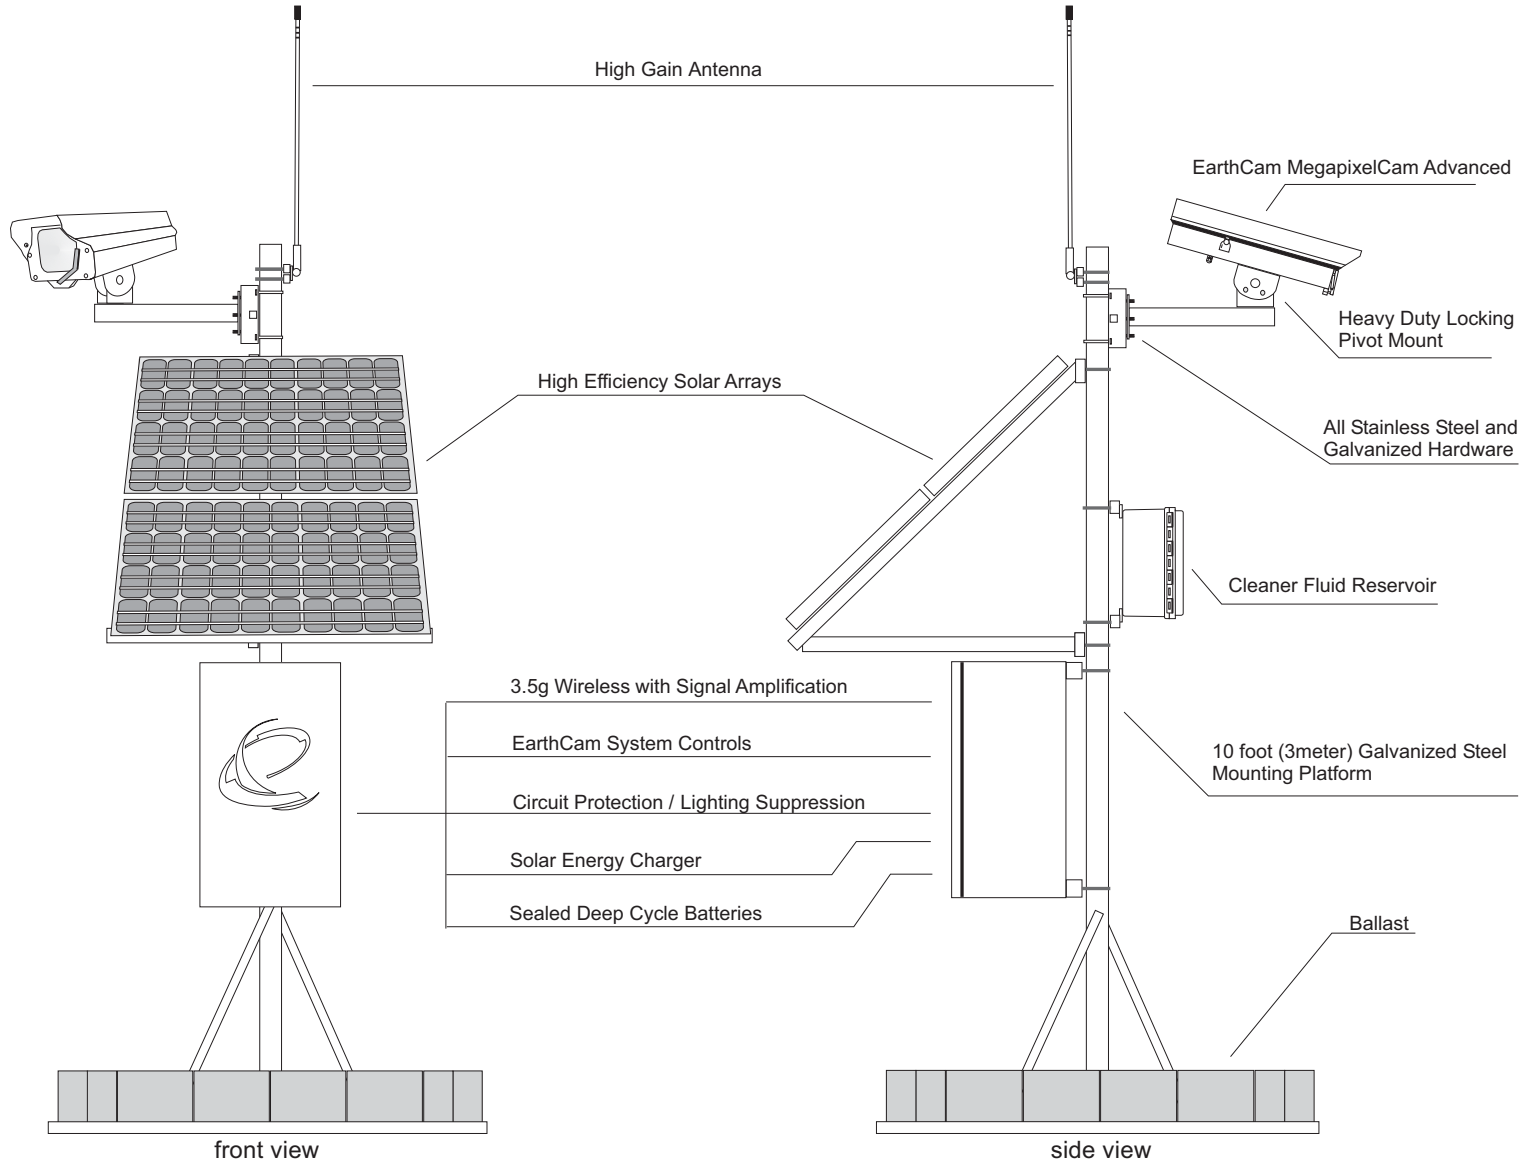 High Gain Antenna
EarthCam MegapixelCam Advanced
Heavy Duty Locking
Pivot Mount
High Efficiency Solar Arrays
All Stainless Steel and
Galvanized Hardware
Cleaner Fluid Reservoir
3.5g Wireless with Signal Amplification
EarthCam System Controls
10 foot (3meter) Galvanized Steel
Mounting Platform
Circuit Protection / Lighting Suppression
Solar Energy Charger
Sealed Deep Cycle Batteries
Ballast
front view
side view